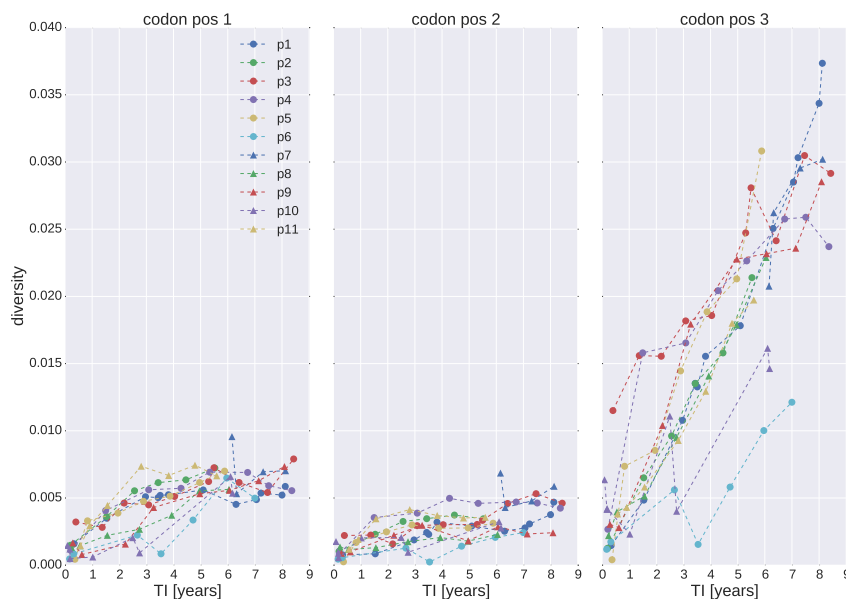 codon pos 1 codon pos 2 codon pos 3
0.040
0.035
0.030
0.025
0.020
0.015
0.010
0.005
0.000
diversity
p1
p2
p3
p4
p5
p6
p7
p8
p9
p10
p11
0 1 2 3 4 5 6 7 8 9 0 1 2 3 4 5 6 7 8 9 0 1 2 3 4 5 6 7 8 9
TI [years] TI [years] TI [years]